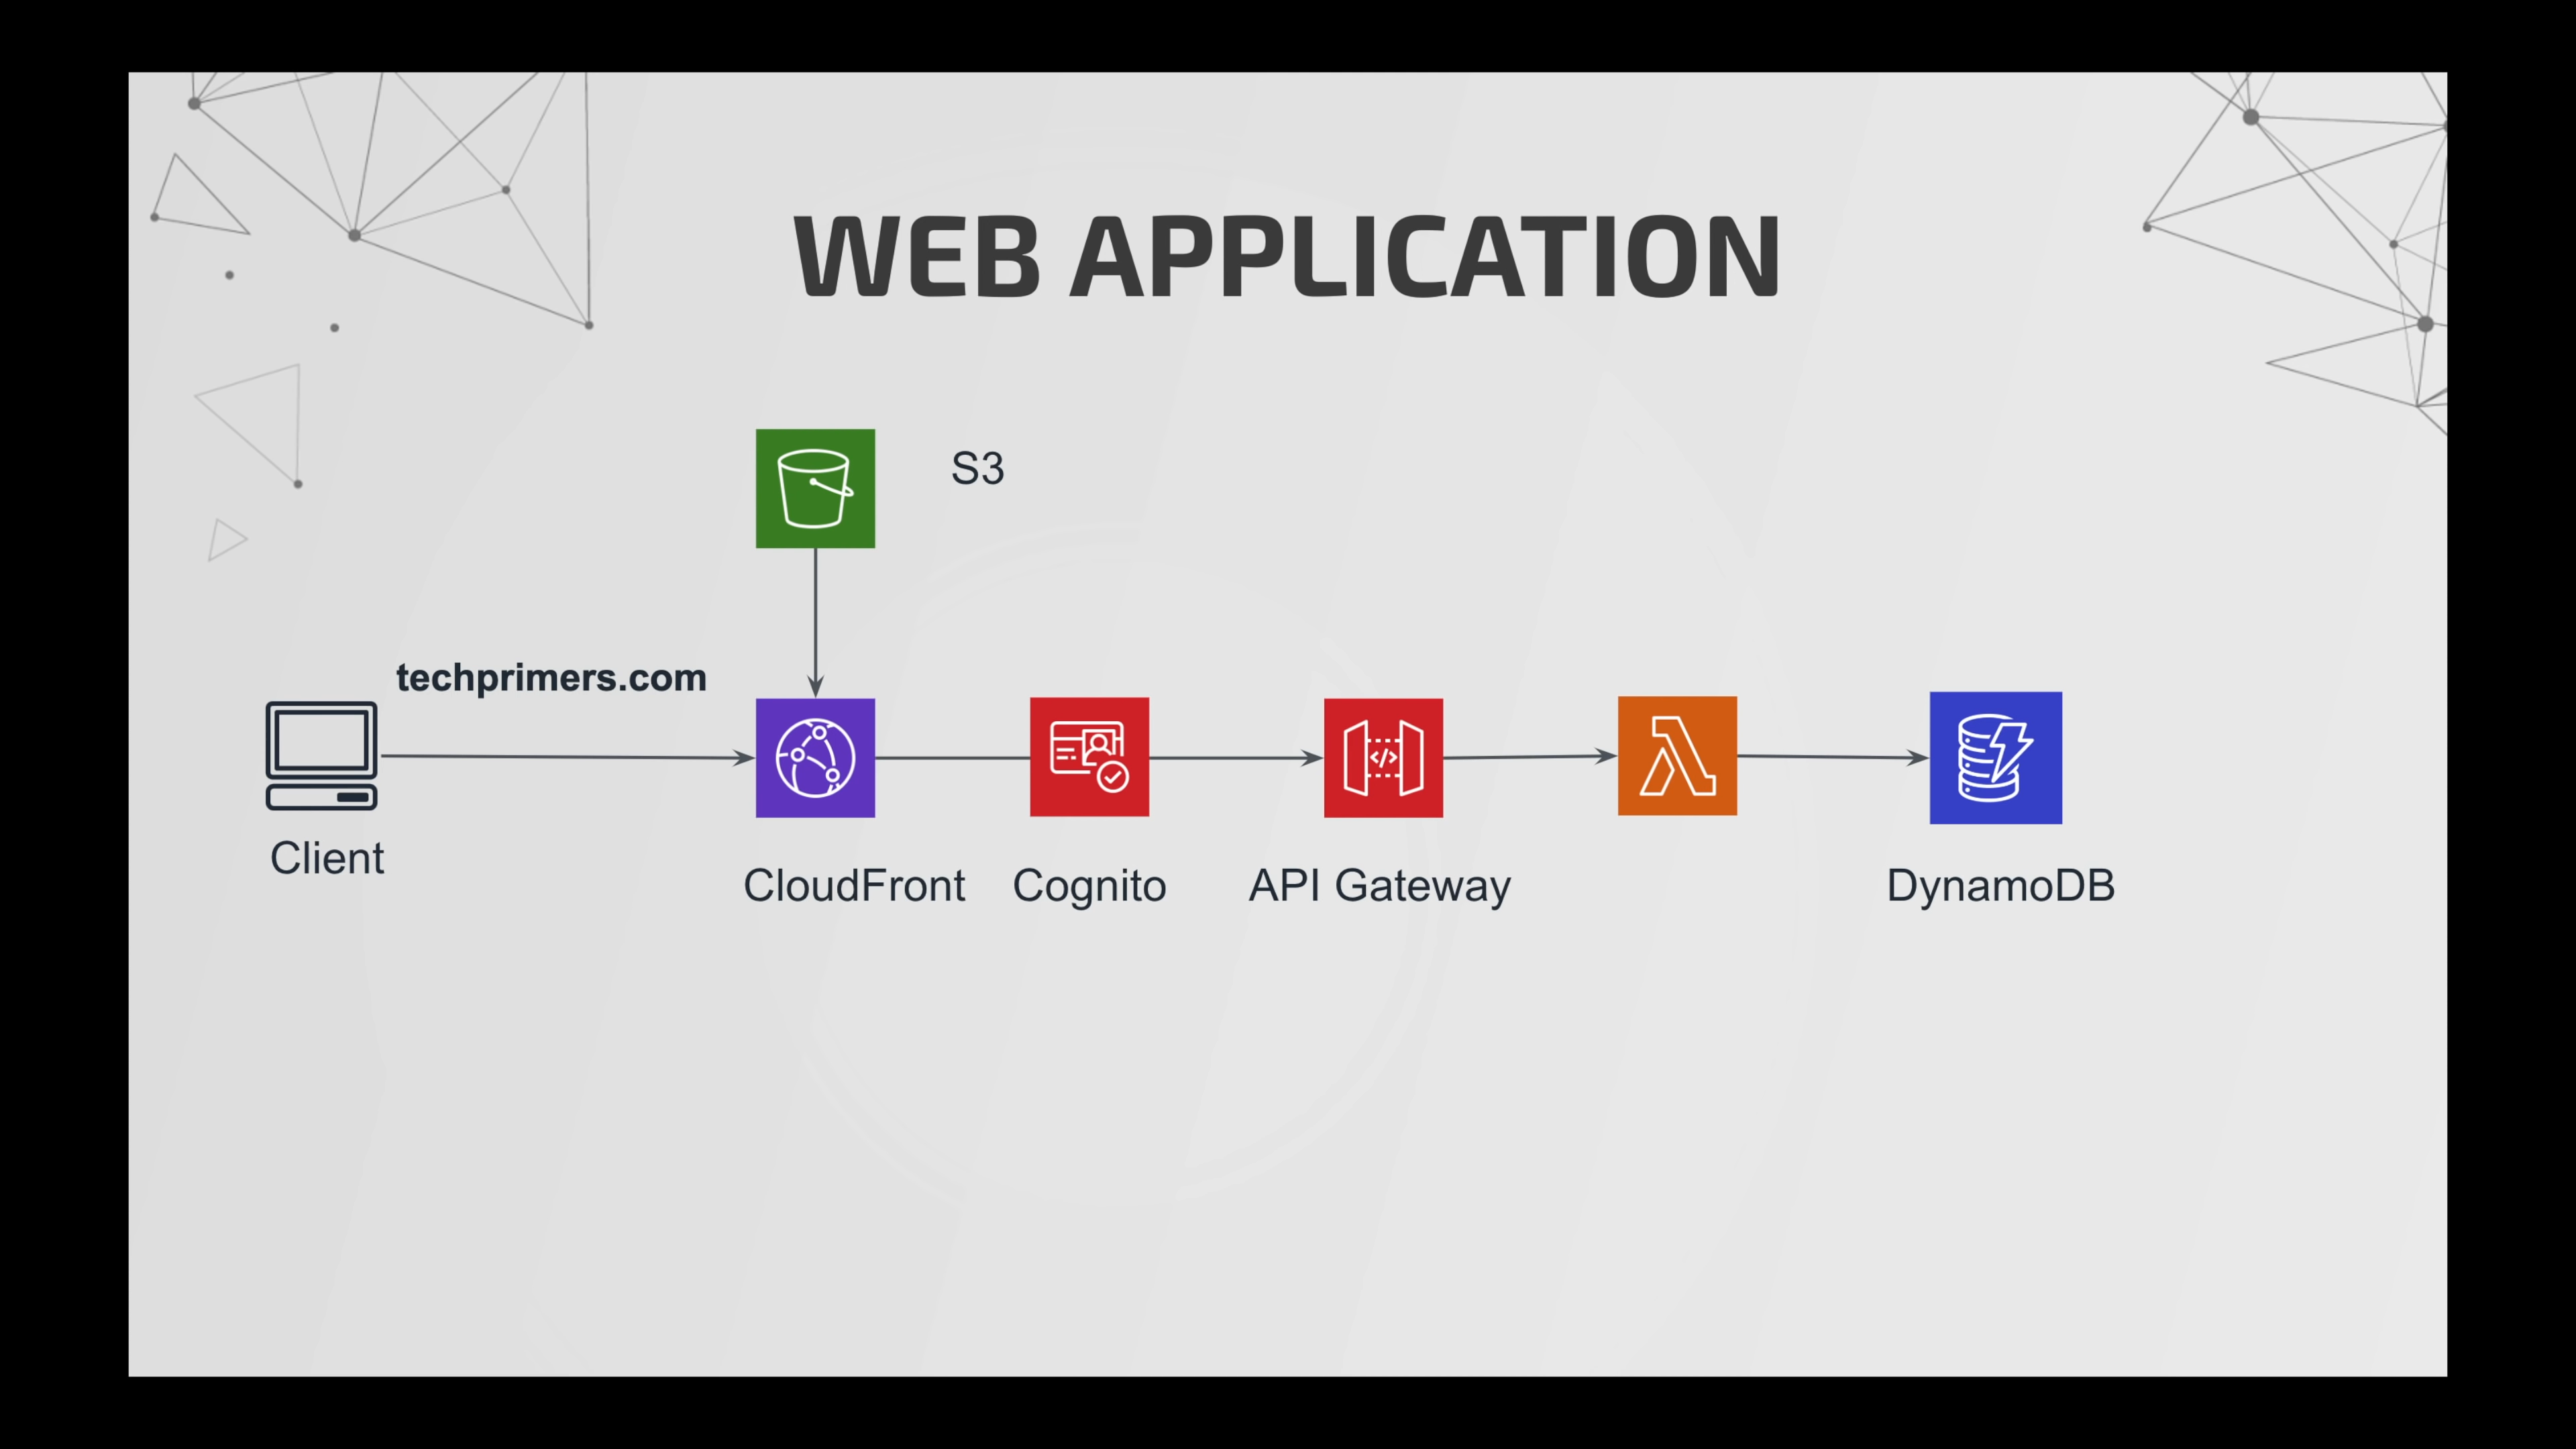 WEB APPLICATION
S3
techprimers.com
Client
CloudFront
Cognito
API Gateway
DynamoDB